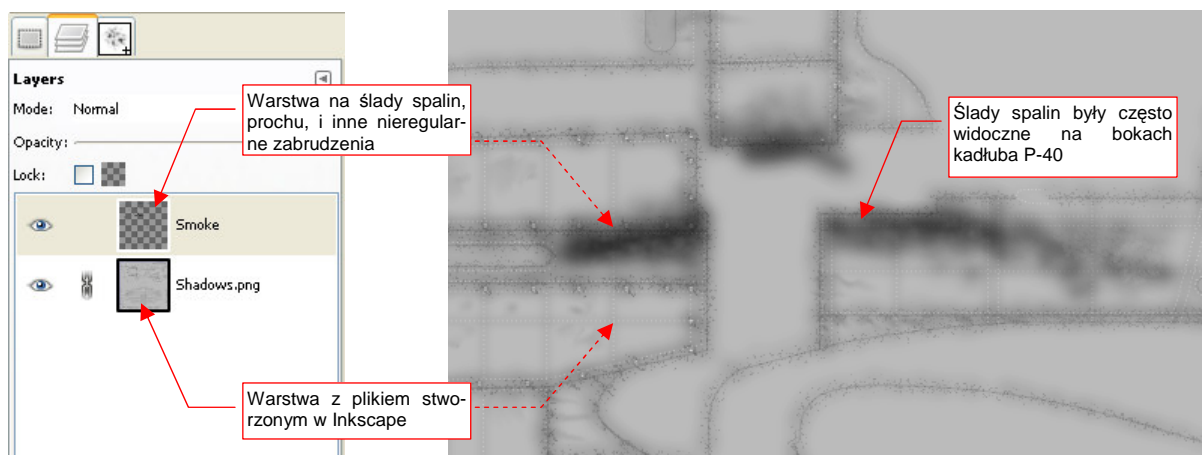 Layers
Mode: Normal
Opacity:
Lock:
Smoke
Shadows.png
Warstwa na ślady spalin,
prochu, i inne nieregular-
ne zabrudzenia
Warstwa z plikiem stwo-
rzonym w Inkscape
Ślady spalin były często
widoczne na bokach
kadłuba P-40